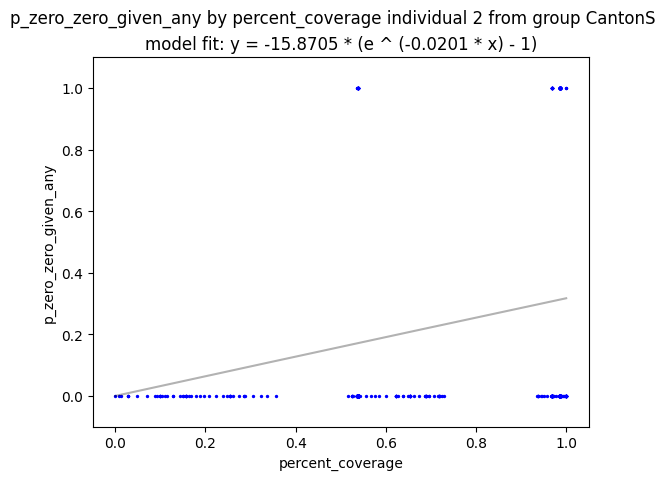 p_zero_zero_given_any by percent_coverage individual 2 from group CantonS
model fit: y = -15.8705 * (e ^ (-0.0201 * x) - 1)
1.0
0.8
0.6
0.4
0.2
0.0
p_zero_zero_given_any
0.0 0.2 0.4 0.6 0.8 1.0
percent_coverage